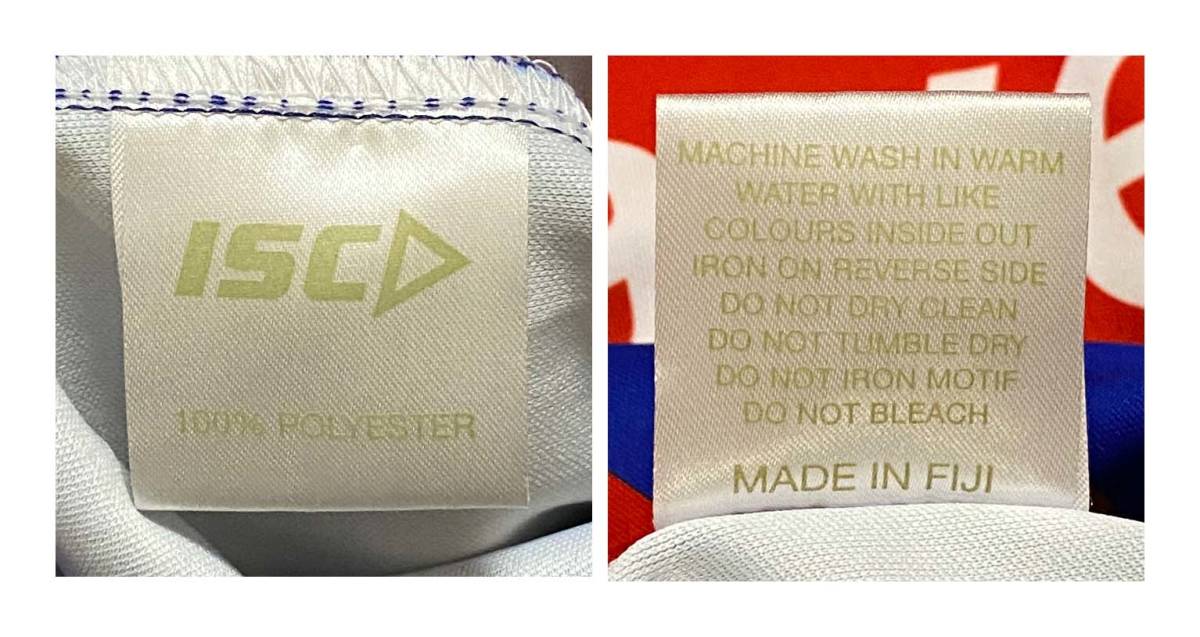 ISC
100% POLYESTER
MACHINE WASH IN WARM
WATER WITH LIKE
COLOURS INSIDE OUT
IRON ON REVERSE SIDE
DO NOT DRY CLEAN
DO NOT TUMBLE DRY
DO NOT IRON MOTIF
DO NOT BLEACH
MADE IN FIJI